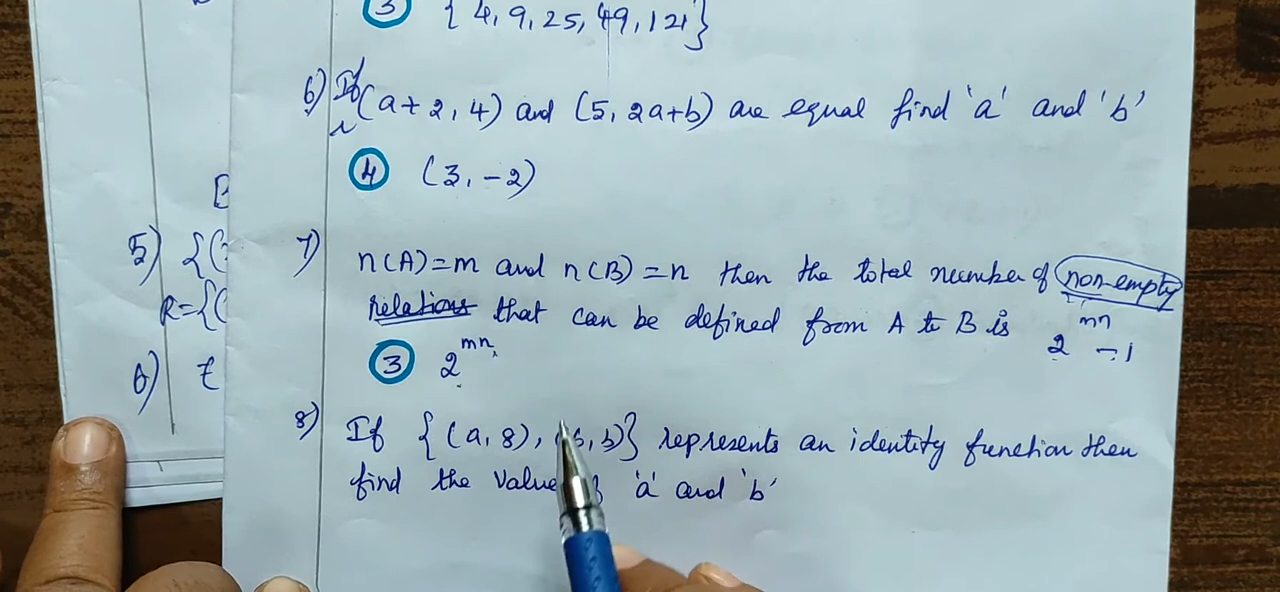 ③ { 4, 9, 25, 49, 121}
6) If (a+2, 4) and (5, 2a+b) are equal find 'a' and 'b'
④ (3, -2)
7) n(A)=m and n(B)=n then the total number of non-empty
relations that can be defined from A to B is 2^mn -1
③ 2^mn
8) If {(a, 8), 6, b)} represents an identity function then
find the value 'a' and 'b'
5) {(
R={(
6)